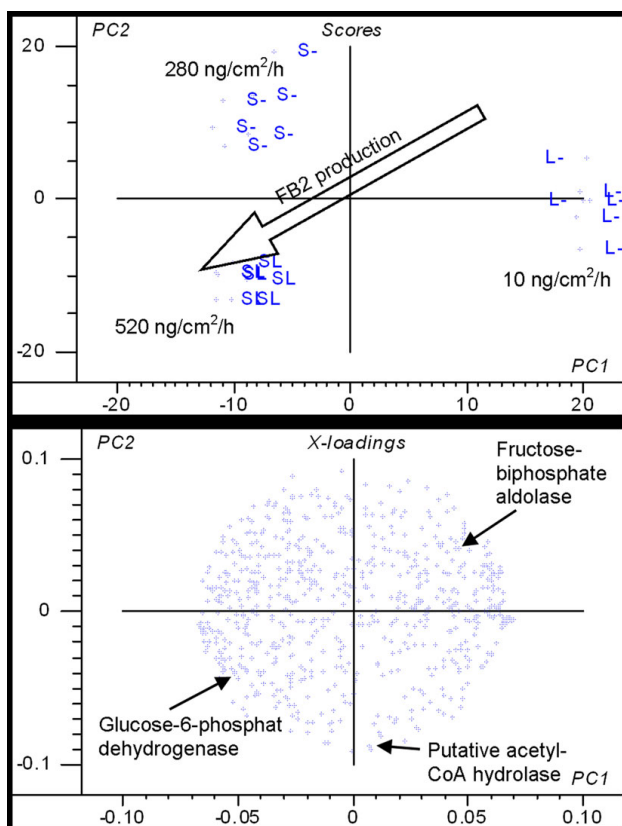 PC2
Scores
20
S-
280 ng/cm²/h
S-
S-
S-
S-
S-
FB2 production
L-
L-
L-
L-
L-
L-
0
SL
SL
SL
SL
SL
10 ng/cm²/h
520 ng/cm²/h
-20
PC1
-20
-10
0
10
20
PC2
X-loadings
0.1
Fructose-
biphosphate
aldolase
0
Glucose-6-phosphat
dehydrogenase
Putative acetyl-
CoA hydrolase
-0.1
PC1
-0.10
-0.05
0
0.05
0.10